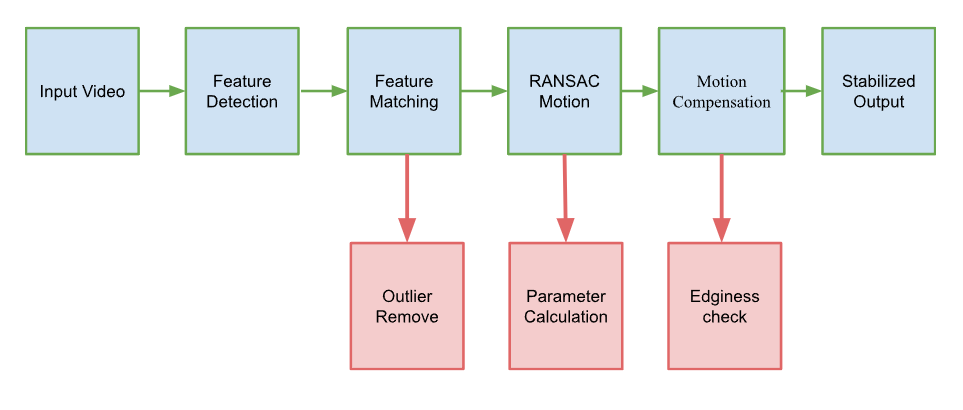 Input Video
Feature
Detection
Feature
Matching
RANSAC
Motion
Motion
Compensation
Stabilized
Output
Outlier
Remove
Parameter
Calculation
Edginess
check